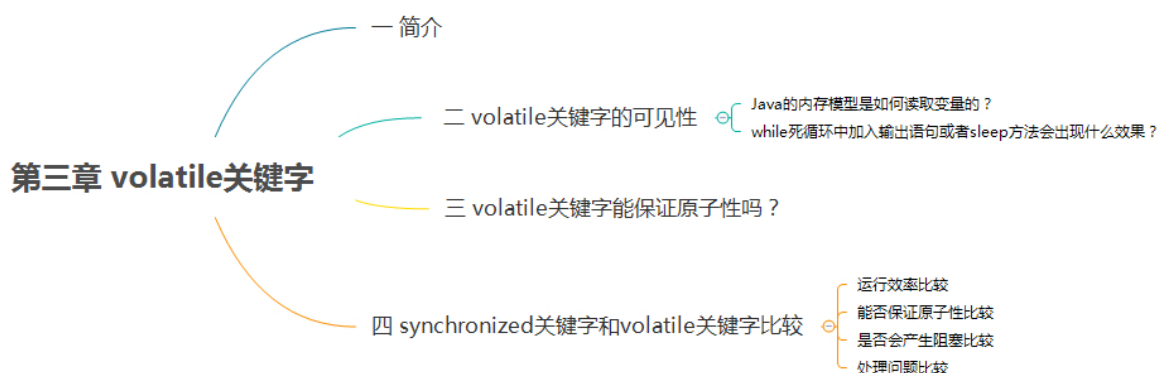 一 简介
二 volatile关键字的可见性
Java的内存模型是如何读取变量的？
while死循环中加入输出语句或者sleep方法会出现什么效果？
第三章 volatile关键字
三 volatile关键字能保证原子性吗？
四 synchronized关键字和volatile关键字比较
运行效率比较
能否保证原子性比较
是否会产生阻塞比较
处理问题比较